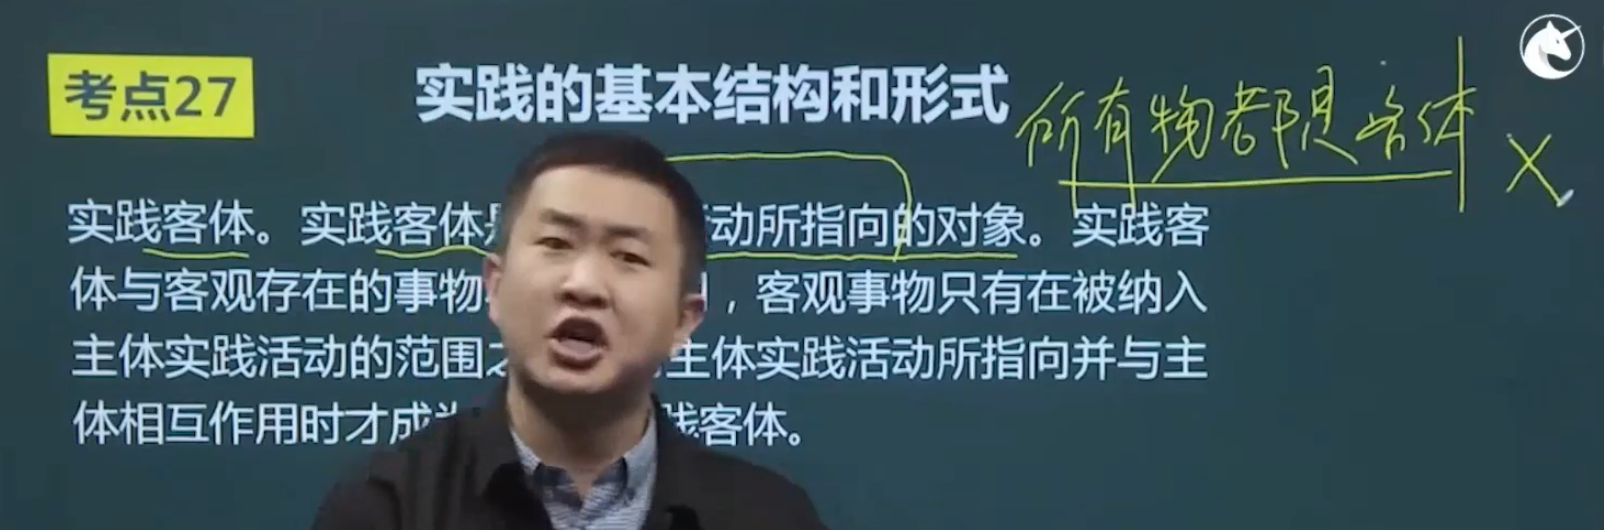 考点27
实践的基本结构和形式
所有物都是客体 ×
实践客体。实践客体 动所指向的对象。实践客
体与客观存在的事物 ，客观事物只有在被纳入
主体实践活动的范围 主体实践活动所指向并与主
体相互作用时才成 践客体。